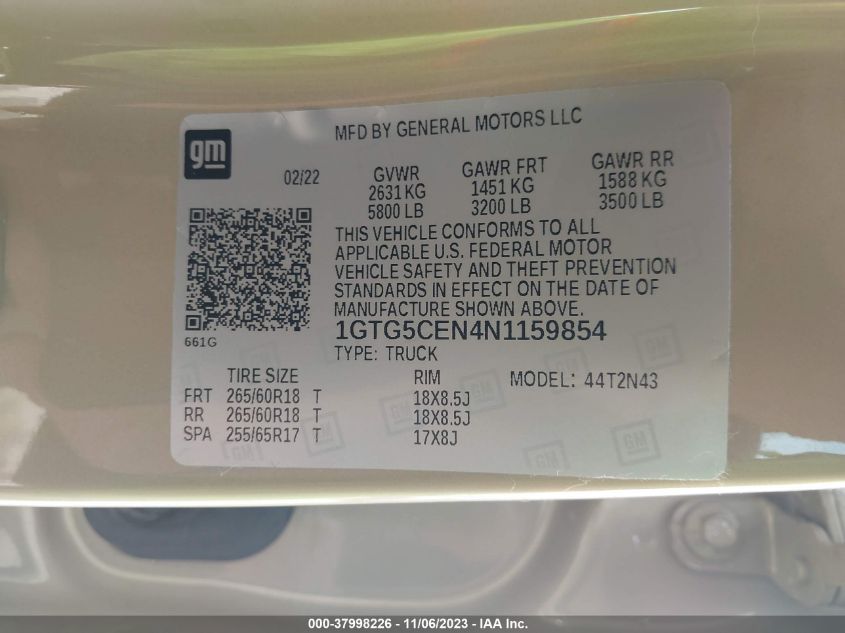 gm
MFD BY GENERAL MOTORS LLC
02/22
GVWR GAWR FRT GAWR RR
2631 KG 1451 KG 1588 KG
5800 LB 3200 LB 3500 LB
THIS VEHICLE CONFORMS TO ALL
APPLICABLE U.S. FEDERAL MOTOR
VEHICLE SAFETY AND THEFT PREVENTION
STANDARDS IN EFFECT ON THE DATE OF
MANUFACTURE SHOWN ABOVE.
661G
1GTG5CEN4N1159854
TYPE: TRUCK
TIRE SIZE RIM MODEL: 44T2N43
FRT 265/60R18 T 18X8.5J
RR 265/60R18 T 18X8.5J
SPA 255/65R17 T 17X8J
000-37998226 - 11/06/2023 - IAA Inc.